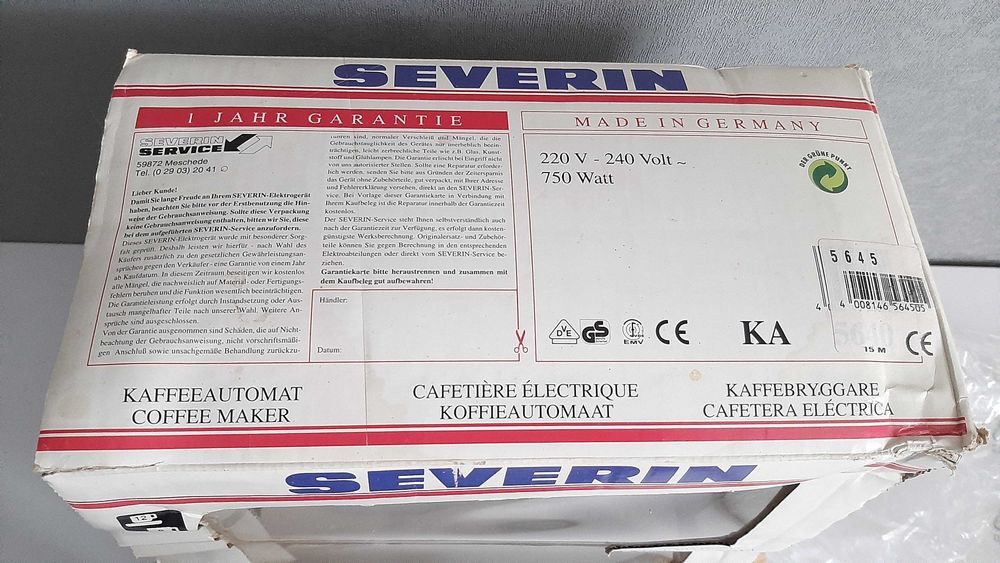 SEVERIN
1 JAHR GARANTIE
SEVERIN
SERVICE
59872 Meschede
Tel. (0 29 03) 20 41
Lieber Kunde!
Damit Sie lange Freude an Ihrem SEVERIN-Elektrogerät
haben, beachten Sie bitte vor der Erstbenutzung die Hin-
weise der Gebrauchsanweisung. Sollte diese Verpackung
keine Gebrauchsanweisung enthalten, bitten wir Sie, diese
bei dem aufgeführten SEVERIN-Service anzufordern.
Dieses SEVERIN-Elektrogerät wurde mit besonderer Sorg-
falt geprüft. Deshalb leisten wir hierfür - nach Wahl des
Käufers zusätzlich zu den gesetzlichen Gewährleistungsan-
sprüchen gegen den Verkäufer - eine Garantie von einem Jahr
ab Kaufdatum. In diesem Zeitraum beseitigen wir kostenlos
alle Mängel, die nachweislich auf Material- oder Fertigungs-
fehlern beruhen und die Funktion wesentlich beeinträchtigen.
Die Garantieleistung erfolgt durch Instandsetzung oder Aus-
tausch mangelhafter Teile nach unserer Wahl. Weitere An-
sprüche sind ausgeschlossen.
Von der Garantie ausgenommen sind Schäden, die auf Nicht-
beachtung der Gebrauchsanweisung, nicht vorschriftsmäßi-
gen Anschluß sowie unsachgemäße Behandlung zurückzu-
führen sind, normaler Verschleiß und Mängel, die die
Gebrauchstauglichkeit des Gerätes nur unerheblich beein-
trächtigen, leicht zerbrechliche Teile wie z.B. Glas, Kunst-
stoff und Glühlampen. Die Garantie erlischt bei Eingriff nicht
von uns autorisierter Stellen. Sollte eine Reparatur erforder-
lich werden, senden Sie bitte aus Gründen der Zeitersparnis
das Gerät ohne Zubehörteile, gut verpackt, mit Ihrer Adresse
und Fehlererklärung versehen, direkt an den SEVERIN-Ser-
vice. Bei Vorlage dieser Garantiekarte in Verbindung mit
Ihrem Kaufbeleg ist die Reparatur innerhalb der Garantiezeit
kostenlos.
Der SEVERIN-Service steht Ihnen selbstverständlich auch
nach der Garantiezeit zur Verfügung, es erfolgt dann kosten-
günstigste Werksberechnung. Originalersatz- und Zubehör-
teile können Sie gegen Berechnung in den entsprechenden
Elektroabteilungen oder direkt vom SEVERIN-Service be-
ziehen.
Garantiekarte bitte heraustrennen und zusammen mit
dem Kaufbeleg gut aufbewahren!
Händler:
Datum:
MADE IN GERMANY
220 V - 240 Volt ~
750 Watt
DER GRÜNE PUNKT
5645
4 008146 564505
5640
15 M
CE
VDE
GS
EMV
CE
KA
KAFFEEAUTOMAT
COFFEE MAKER
CAFETIÈRE ÉLECTRIQUE
KOFFIEAUTOMAAT
KAFFEBRYGGARE
CAFETERA ELÉCTRICA
SEVERIN
12